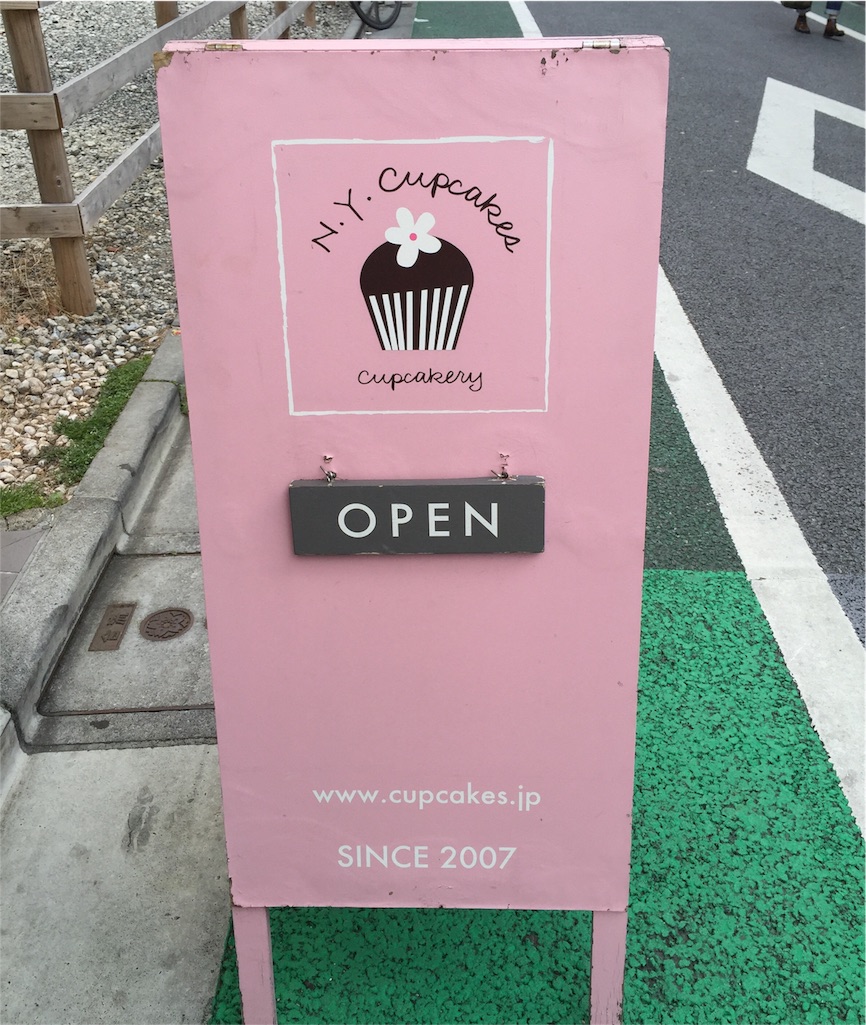 N.Y. Cupcakes
cupcakery
OPEN
www.cupcakes.jp
SINCE 2007